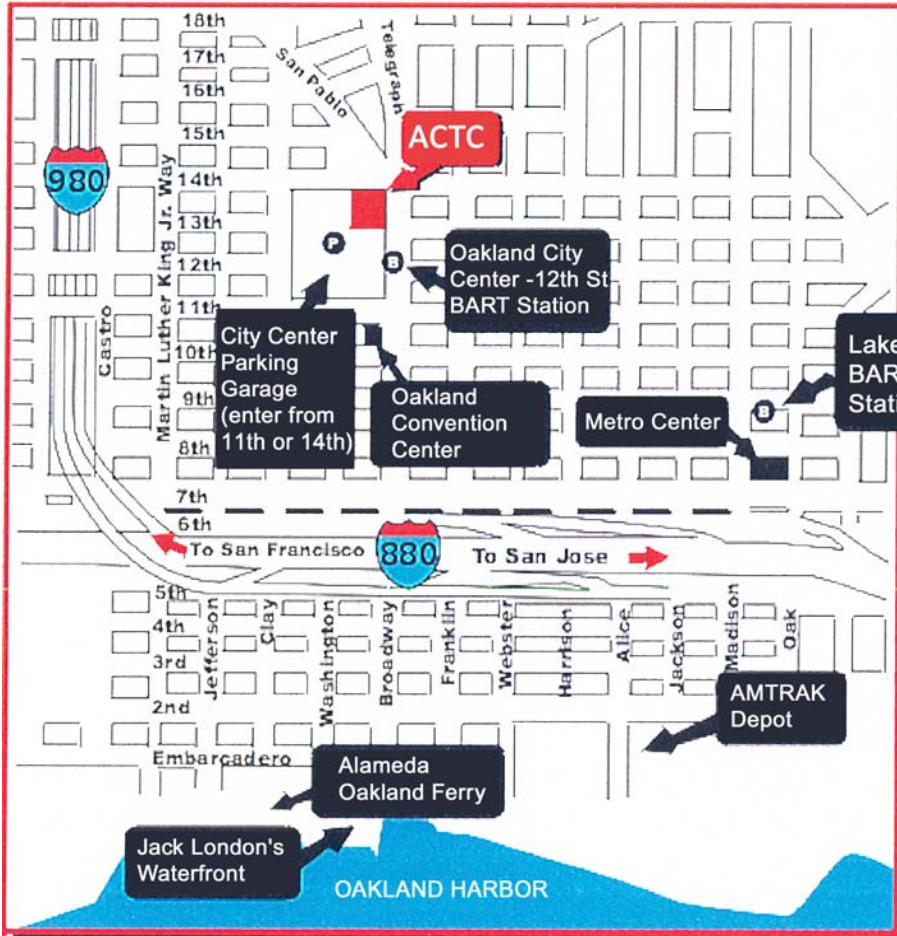 18th
17th
16th
15th
14th
13th
12th
11th
10th
9th
8th
7th
6th
5th
4th
3rd
2nd
Embarcadero
San Pablo
Telegraph
ACTC
980
Martin Luther King Jr. Way
Castro
P
B
Oakland City
Center -12th St
BART Station
City Center
Parking
Garage
(enter from
11th or 14th)
Oakland
Convention
Center
Metro Center
B
Lake
BAR
Stati
To San Francisco
880
To San Jose
Jefferson
Clay
Washington
Broadway
Franklin
Webster
Harrison
Alice
Jackson
Madison
Oak
AMTRAK
Depot
Alameda
Oakland Ferry
Jack London's
Waterfront
OAKLAND HARBOR